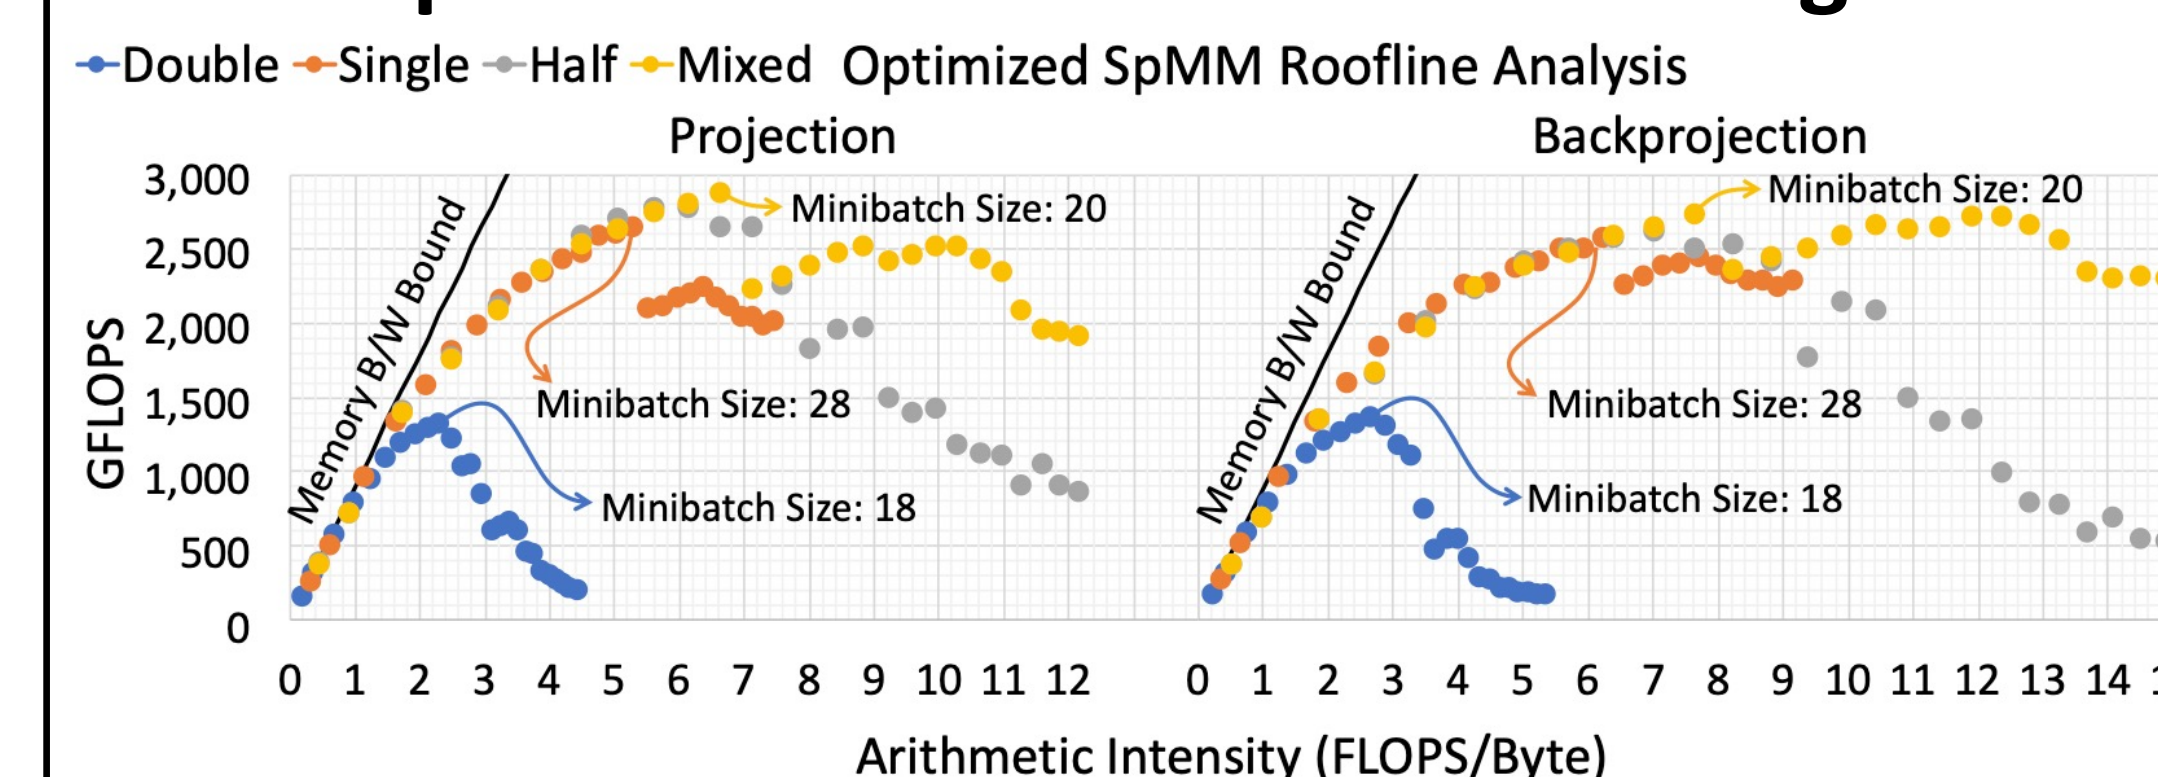 Double Single Half Mixed Optimized SpMM Roofline Analysis
Projection
Backprojection
3,000
2,500
2,000
1,500
1,000
500
0
GFLOPS
Memory B/W Bound
Minibatch Size: 20
Minibatch Size: 28
Minibatch Size: 18
0 1 2 3 4 5 6 7 8 9 10 11 12
Memory B/W Bound
Minibatch Size: 20
Minibatch Size: 28
Minibatch Size: 18
0 1 2 3 4 5 6 7 8 9 10 11 12 13 14
Arithmetic Intensity (FLOPS/Byte)